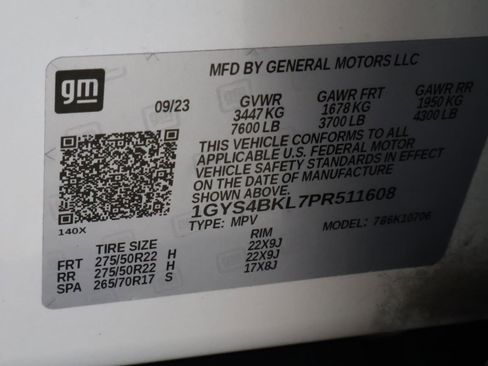 MFD BY GENERAL MOTORS LLC
gm
09/23 GVWR GAWR FRT GAWR RR
3447 KG 1678 KG 1950 KG
7600 LB 3700 LB 4300 LB
THIS VEHICLE CONFORMS TO ALL
APPLICABLE U.S. FEDERAL MOTOR
VEHICLE SAFETY STANDARDS IN EFFECT
ON THE DATE OF MANUFACTURE
SHOWN ABOVE.
1GYS4BKL7PR511608
140X TYPE: MPV MODEL: 7B6K10706
TIRE SIZE RIM
FRT 275/50R22 H 22X9J
RR 275/50R22 H 22X9J
SPA 265/70R17 S 17X8J